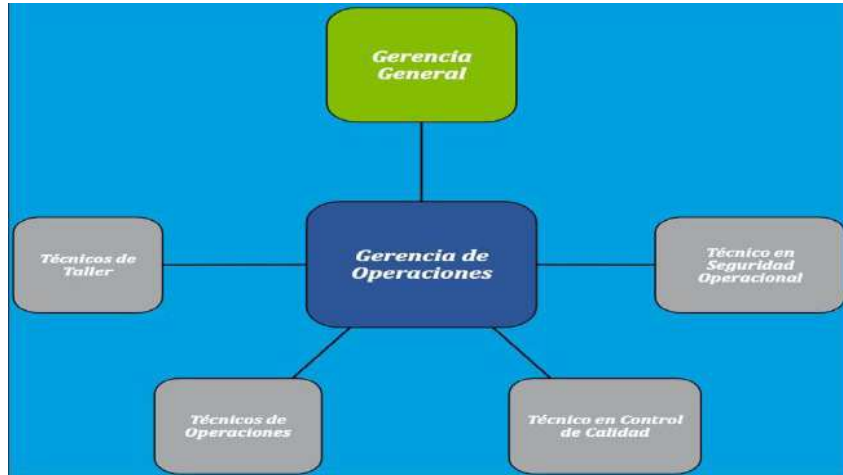 Gerencia
General
Gerencia de
Operaciones
Técnicos de
Taller
Técnico en
Seguridad
Operacional
Técnicos de
Operaciones
Técnico en Control
de Calidad